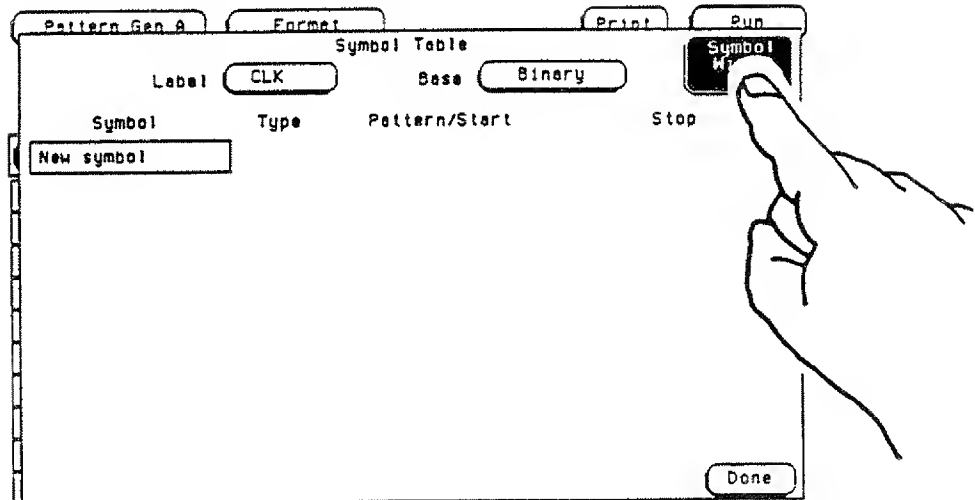 Pattern Gen A Format Print Run
Symbol Table
Label CLK Base Binary Symbol
Symbol Type Pattern/Start Stop
New symbol
Done